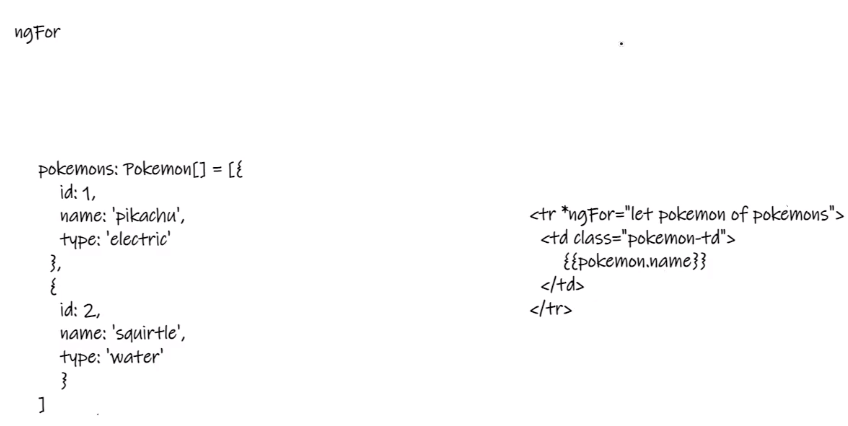 ngFor
pokemons: Pokemon[] = [{
id: 1,
name: 'pikachu',
type: 'electric'
},
{
id: 2,
name: 'squirtle',
type: 'water'
}
]
<tr *ngFor="let pokemon of pokemons">
<td class="pokemon-td">
{{pokemon.name}}
</td>
</tr>